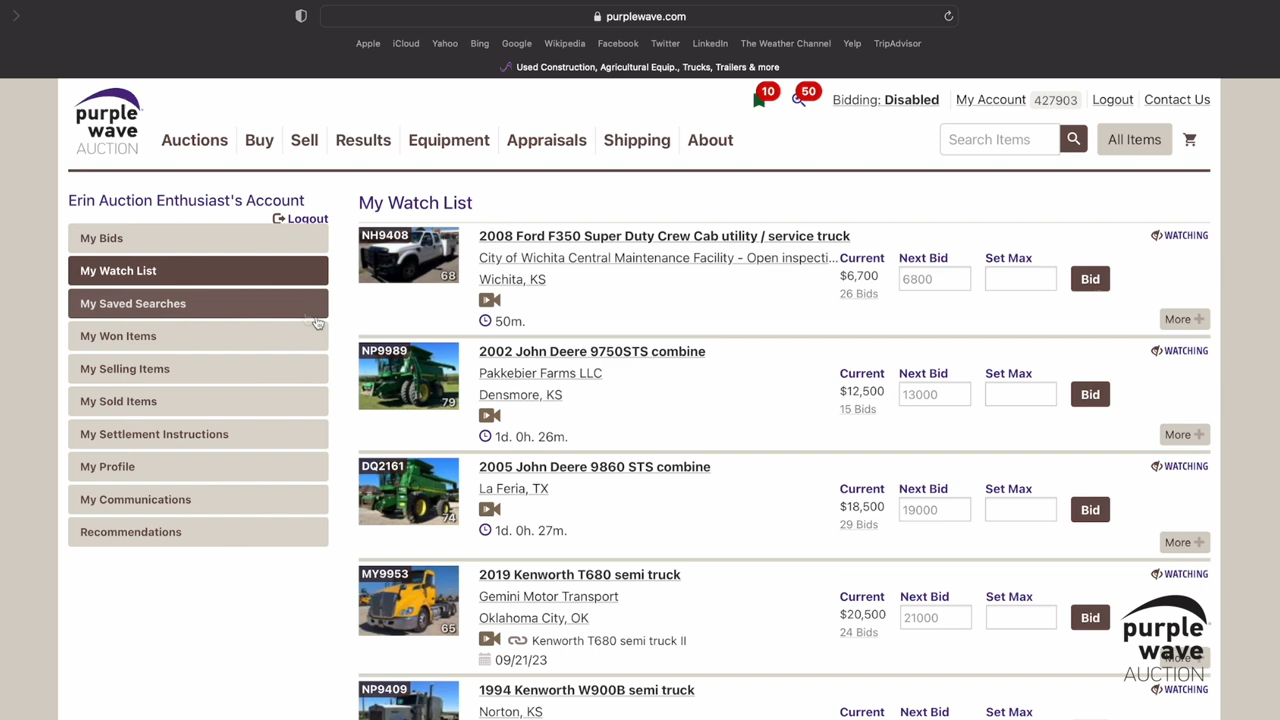 purplewave.com
Apple iCloud Yahoo Bing Google Wikipedia Facebook Twitter LinkedIn The Weather Channel Yelp TripAdvisor
Used Construction, Agricultural Equip., Trucks, Trailers & more
purple
wave
AUCTION
10 50 Bidding: Disabled My Account 427903 Logout Contact Us
Auctions Buy Sell Results Equipment Appraisals Shipping About Search Items All Items
Erin Auction Enthusiast's Account
Logout
My Bids
My Watch List
My Saved Searches
My Won Items
My Selling Items
My Sold Items
My Settlement Instructions
My Profile
My Communications
Recommendations
My Watch List
NH9408
68
2008 Ford F350 Super Duty Crew Cab utility / service truck
WATCHING
City of Wichita Central Maintenance Facility - Open inspecti...
Wichita, KS
50m.
Current Next Bid Set Max
$6,700 6800 Bid
26 Bids
More +
NP9989
79
2002 John Deere 9750STS combine
WATCHING
Pakkebier Farms LLC
Densmore, KS
1d. 0h. 26m.
Current Next Bid Set Max
$12,500 13000 Bid
15 Bids
More +
DQ2161
74
2005 John Deere 9860 STS combine
WATCHING
La Feria, TX
1d. 0h. 27m.
Current Next Bid Set Max
$18,500 19000 Bid
29 Bids
More +
MY9953
65
2019 Kenworth T680 semi truck
WATCHING
Gemini Motor Transport
Oklahoma City, OK
Kenworth T680 semi truck II
09/21/23
Current Next Bid Set Max
$20,500 21000 Bid
24 Bids
More
purple
wave
AUCTION
NP9409
1994 Kenworth W900B semi truck
WATCHING
Norton, KS